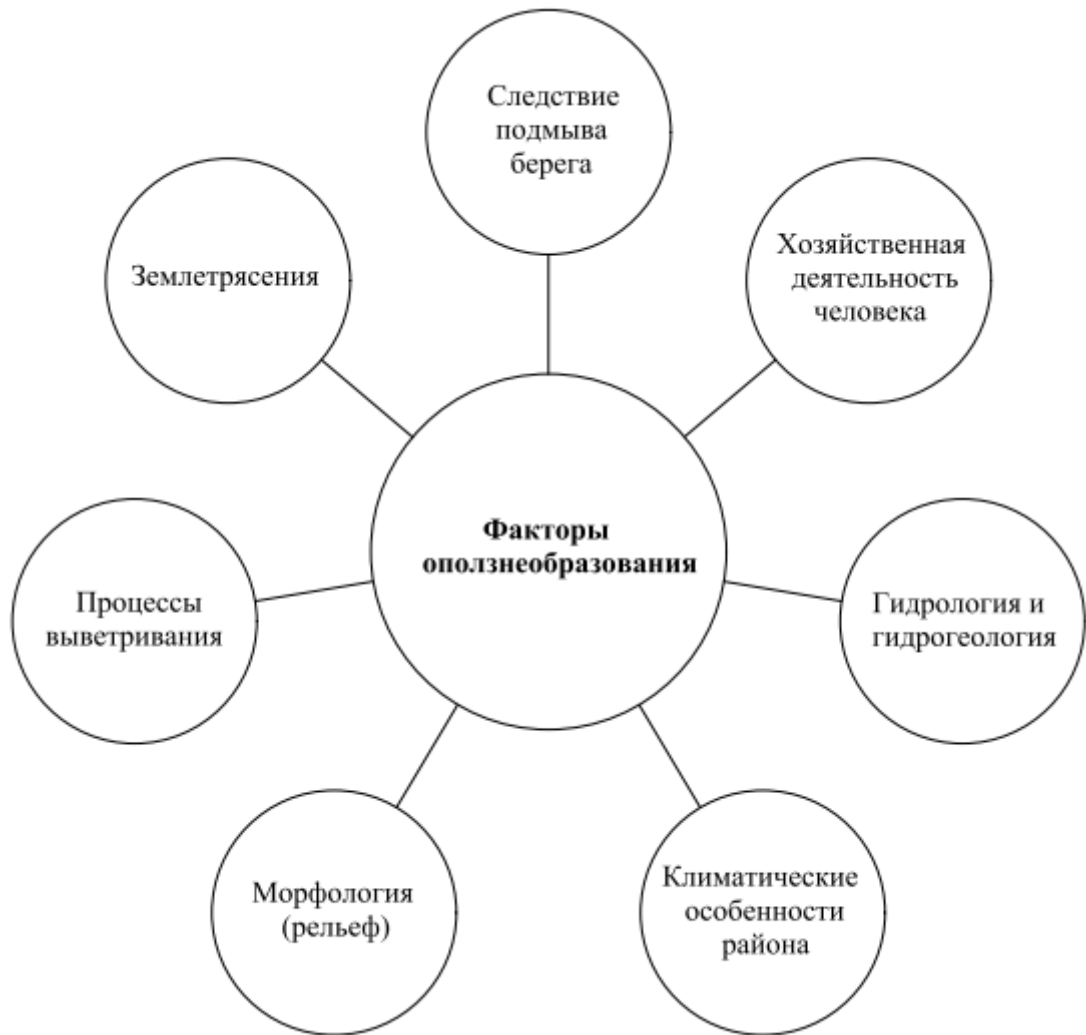 Следствие
подмыва
берега
Землетрясения
Хозяйственная
деятельность
человека
Факторы
оползнеобразования
Процессы
выветривания
Гидрология и
гидрогеология
Морфология
(рельеф)
Климатические
особенности
района